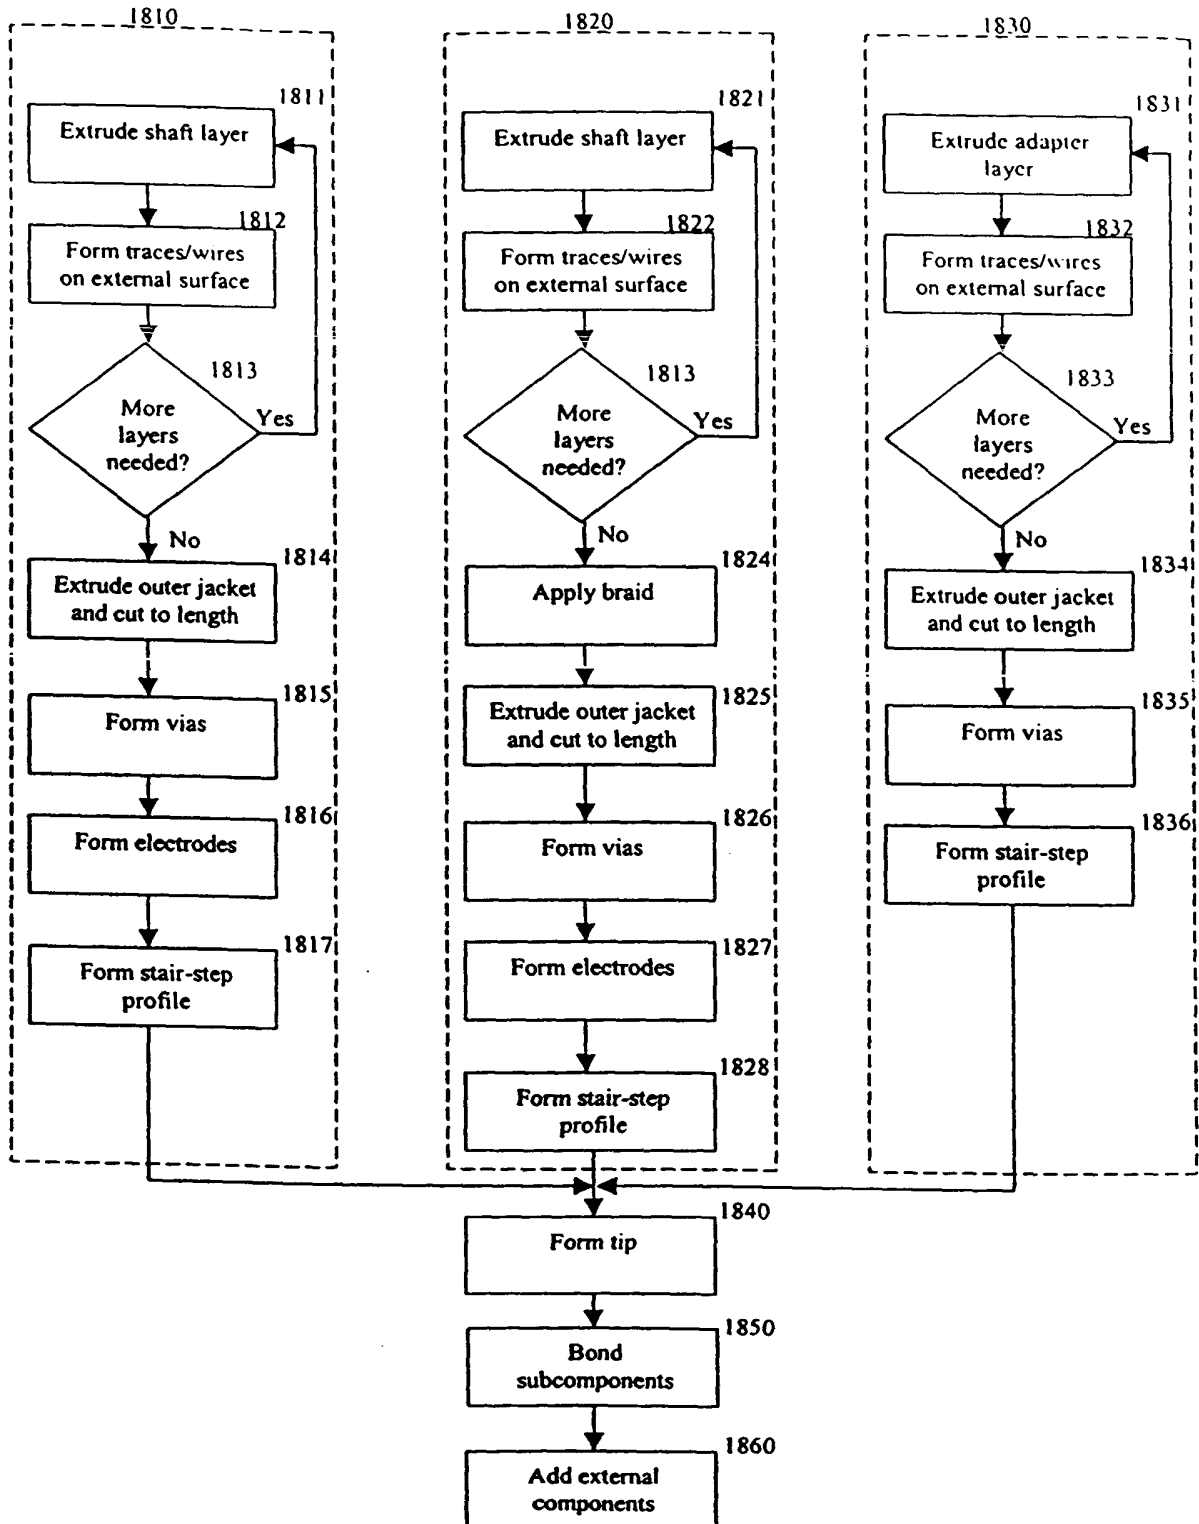 1810
1811
Extrude shaft layer
1812
Form traces/wires
on external surface
1813
More
layers
needed?
Yes
No
1814
Extrude outer jacket
and cut to length
1815
Form vias
1816
Form electrodes
1817
Form stair-step
profile
1820
1821
Extrude shaft layer
1822
Form traces/wires
on external surface
1813
More
layers
needed?
Yes
No
1824
Apply braid
1825
Extrude outer jacket
and cut to length
1826
Form vias
1827
Form electrodes
1828
Form stair-step
profile
1830
1831
Extrude adapter
layer
1832
Form traces/wires
on external surface
1833
More
layers
needed?
Yes
No
1834
Extrude outer jacket
and cut to length
1835
Form vias
1836
Form stair-step
profile
1840
Form tip
1850
Bond
subcomponents
1860
Add external
components